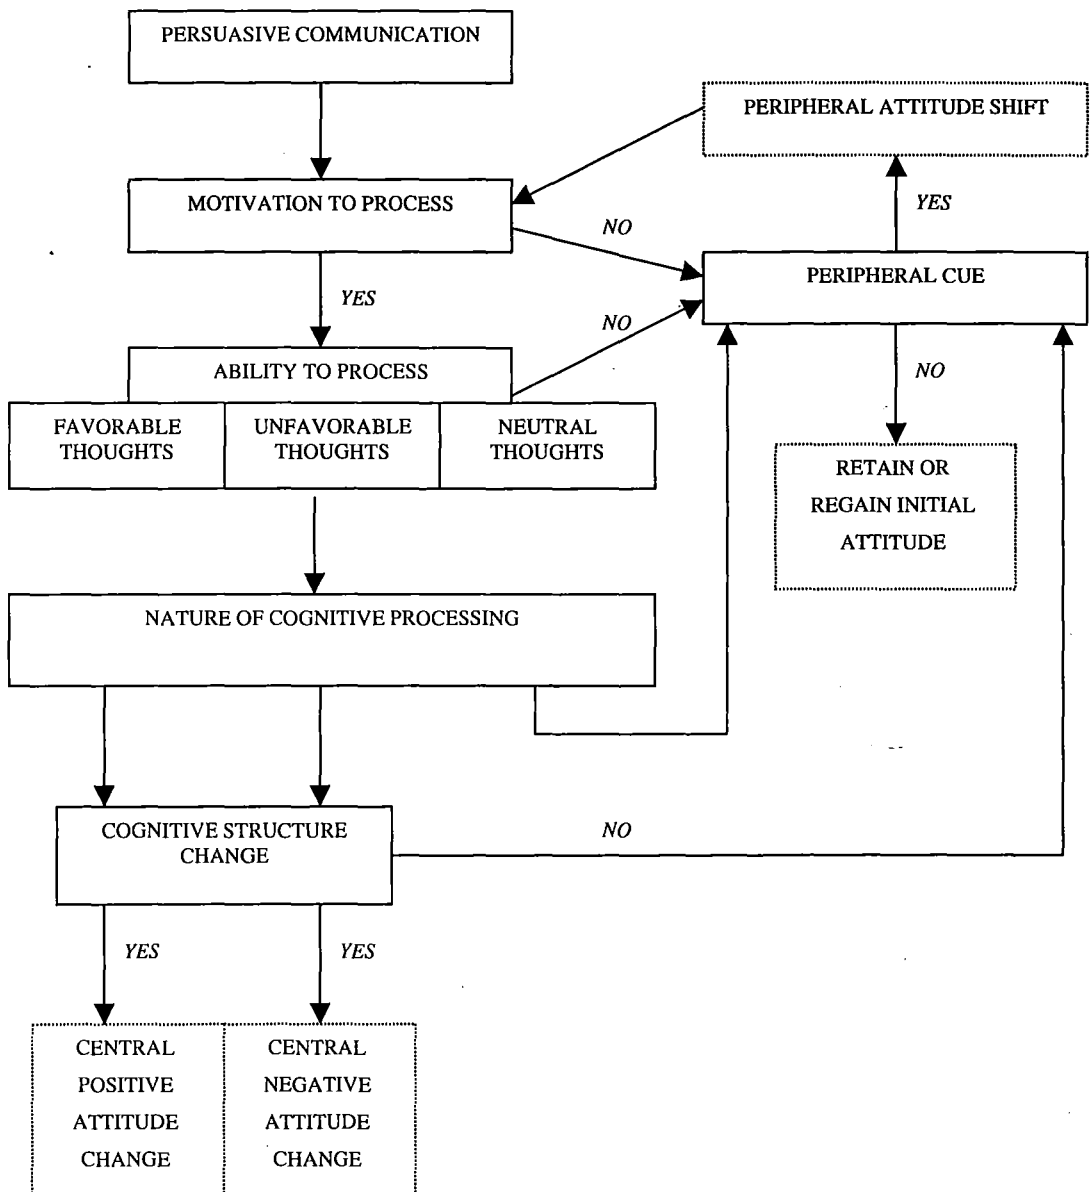 PERSUASIVE COMMUNICATION
PERIPHERAL ATTITUDE SHIFT
MOTIVATION TO PROCESS
YES
NO
PERIPHERAL CUE
YES
NO
ABILITY TO PROCESS
NO
FAVORABLE
THOUGHTS
UNFAVORABLE
THOUGHTS
NEUTRAL
THOUGHTS
RETAIN OR
REGAIN INITIAL
ATTITUDE
NATURE OF COGNITIVE PROCESSING
COGNITIVE STRUCTURE
CHANGE
NO
YES
YES
CENTRAL
POSITIVE
ATTITUDE
CHANGE
CENTRAL
NEGATIVE
ATTITUDE
CHANGE